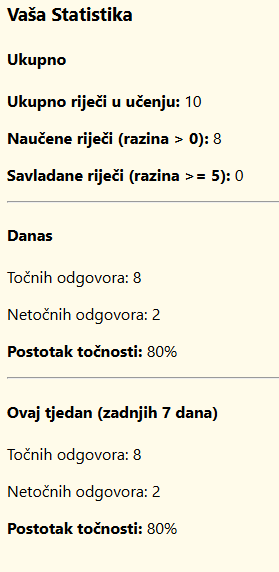 Vaša Statistika
Ukupno
Ukupno riječi u učenju: 10
Naučene riječi (razina > 0): 8
Savladane riječi (razina >= 5): 0
Danas
Točnih odgovora: 8
Netočnih odgovora: 2
Postotak točnosti: 80%
Ovaj tjedan (zadnjih 7 dana)
Točnih odgovora: 8
Netočnih odgovora: 2
Postotak točnosti: 80%